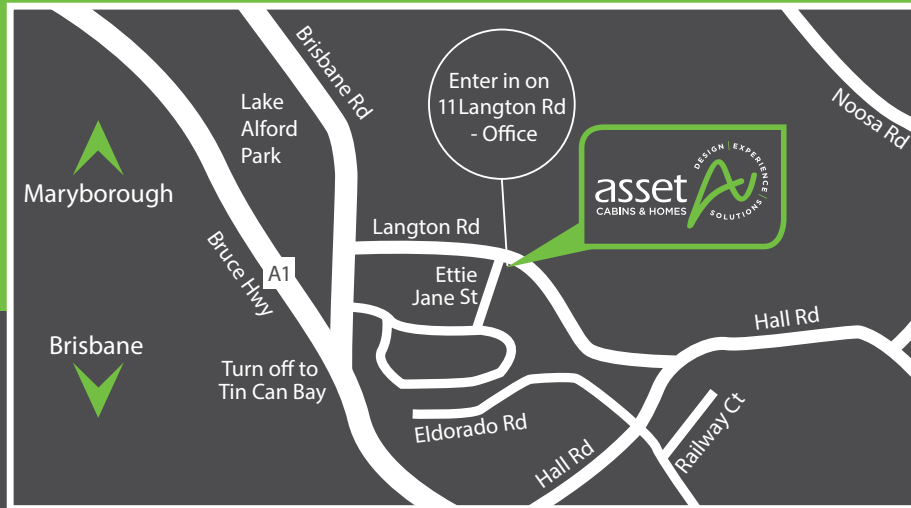 Brisbane Rd
Enter in on
11Langton Rd
- Office
Noosa Rd
Lake
Alford
Park
asset
CABINS & HOMES
DESIGN | EXPERIENCE | SOLUTIONS |
Maryborough
Langton Rd
Bruce Hwy
A1
Ettie
Jane St
Hall Rd
Brisbane
Turn off to
Tin Can Bay
Eldorado Rd
Hall Rd
Railway Ct